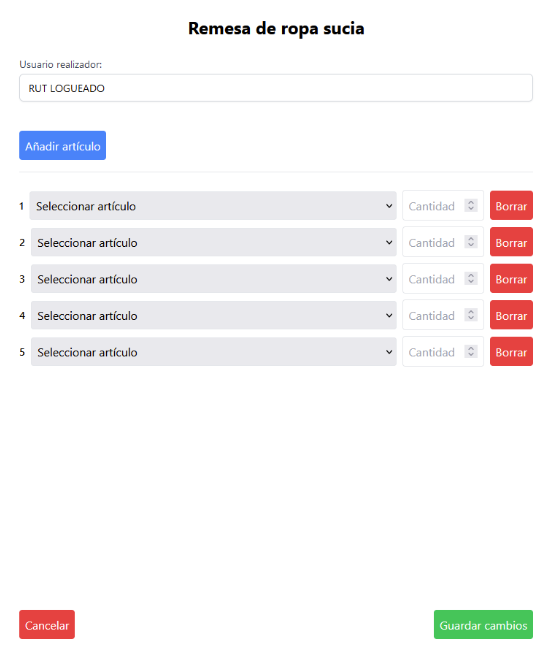 Remesa de ropa sucia
Usuario realizador:
RUT LOGUEADO
Añadir artículo
1 Seleccionar artículo Cantidad Borrar
2 Seleccionar artículo Cantidad Borrar
3 Seleccionar artículo Cantidad Borrar
4 Seleccionar artículo Cantidad Borrar
5 Seleccionar artículo Cantidad Borrar
Cancelar Guardar cambios